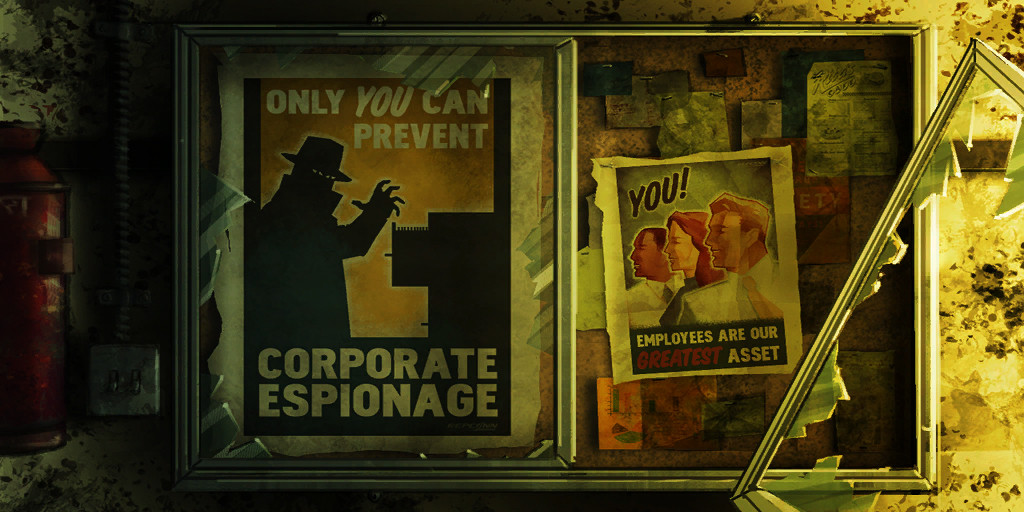 ONLY YOU CAN
PREVENT
CORPORATE
ESPIONAGE
YOU!
EMPLOYEES ARE OUR
GREATEST ASSET